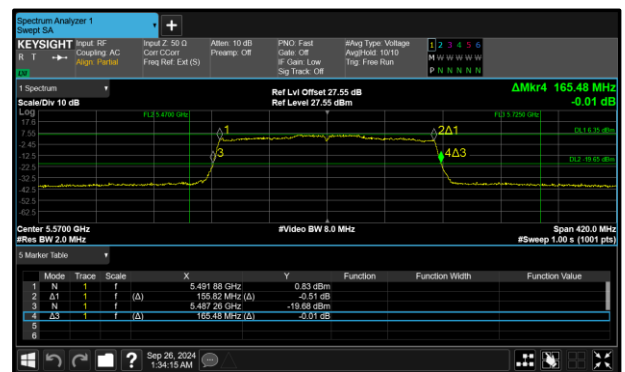 Spectrum Analyzer 1
Swept SA
+
KEYSIGHT Input: RF Input Z: 50 Ω Atten: 10 dB PNO: Fast #Avg Type: Voltage 1 2 3 4 5 6
R T Coupling: AC Corr CCorr Preamp: Off Gate: Off Avg|Hold: 10/10 M W W W W W
Align: Partial Freq Ref: Ext (S) IF Gain: Low Trig: Free Run
Sig Track: Off P N N N N N
LXI
1 Spectrum
ΔMkr4 165.48 MHz
Scale/Div 10 dB Ref Lvl Offset 27.55 dB
Ref Level 27.55 dBm -0.01 dB
Log
17.6 FL2 5.4700 GHz FL3 5.7250 GHz
7.55 1 2Δ1 DL1 6.35 dBm
-2.45
-12.5 3 4Δ3
-22.5 DL2 -19.65 dBm
-32.5
-42.5
-52.5
-62.5
Center 5.5700 GHz #Video BW 8.0 MHz Span 420.0 MHz
#Res BW 2.0 MHz #Sweep 1.00 s (1001 pts)
5 Marker Table
Mode Trace Scale X Y Function Function Width Function Value
1 N 1 f 5.491 88 GHz 0.83 dBm
2 Δ1 1 f (Δ) 155.82 MHz (Δ) -0.51 dB
3 N 1 f 5.487 26 GHz -19.68 dBm
4 Δ3 1 f (Δ) 165.48 MHz (Δ) -0.01 dB
5
6
? Sep 26, 2024
1:34:15 AM